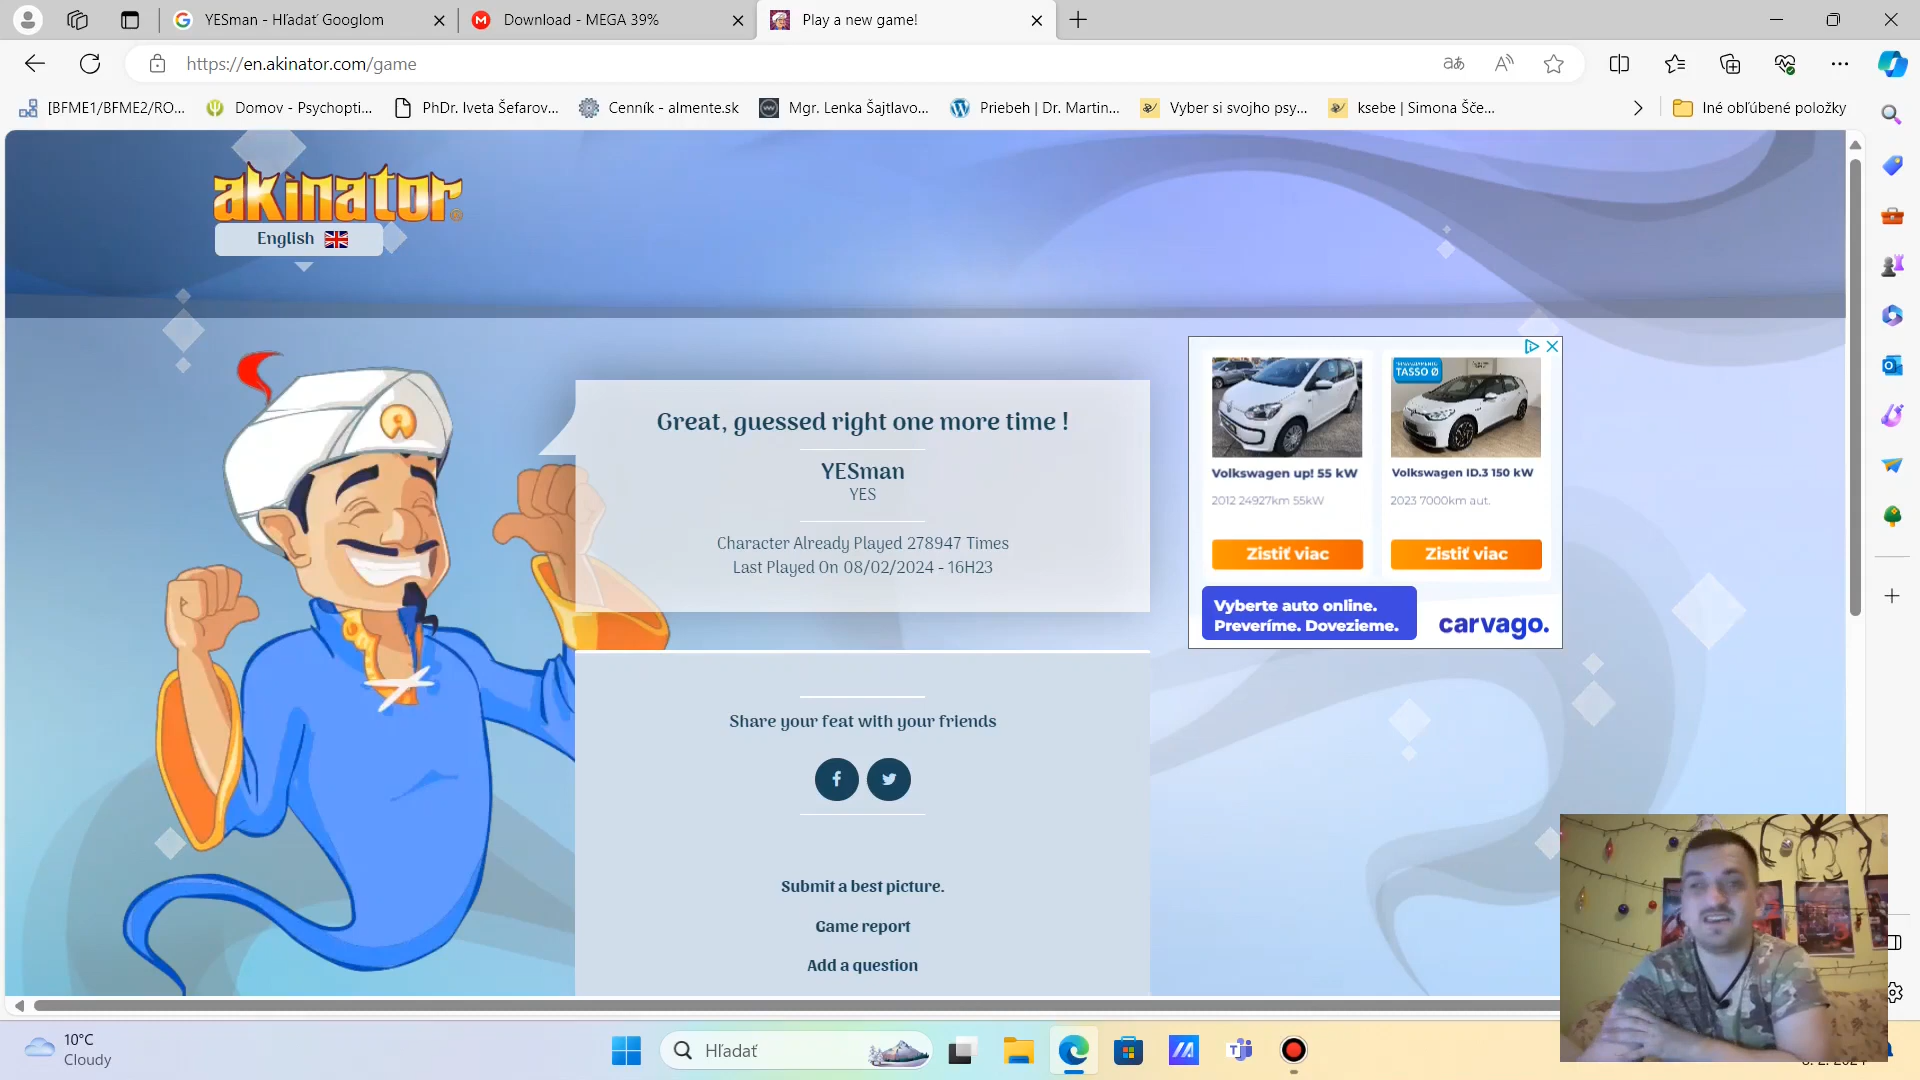 YESman - Hľadať Googlom
Download - MEGA 39%
Play a new game!
https://en.akinator.com/game
[BFME1/BFME2/RO...
Domov - Psychopti...
PhDr. Iveta Šefarov...
Cenník - almente.sk
Mgr. Lenka Šajtlavo...
Priebeh | Dr. Martin...
Vyber si svojho psy...
ksebe | Simona Šče...
Iné obľúbené položky
akinator
English
Great, guessed right one more time !
YESman
YES
Character Already Played 278947 Times
Last Played On 08/02/2024 - 16H23
Share your feat with your friends
Submit a best picture.
Game report
Add a question
TASSO Ø
Volkswagen up! 55 kW
2012 24927km 55kW
Zistiť viac
Volkswagen ID.3 150 kW
2023 7000km aut.
Zistiť viac
Vyberte auto online.
Preveríme. Dovezieme.
carvago.
10°C
Cloudy
Hľadať